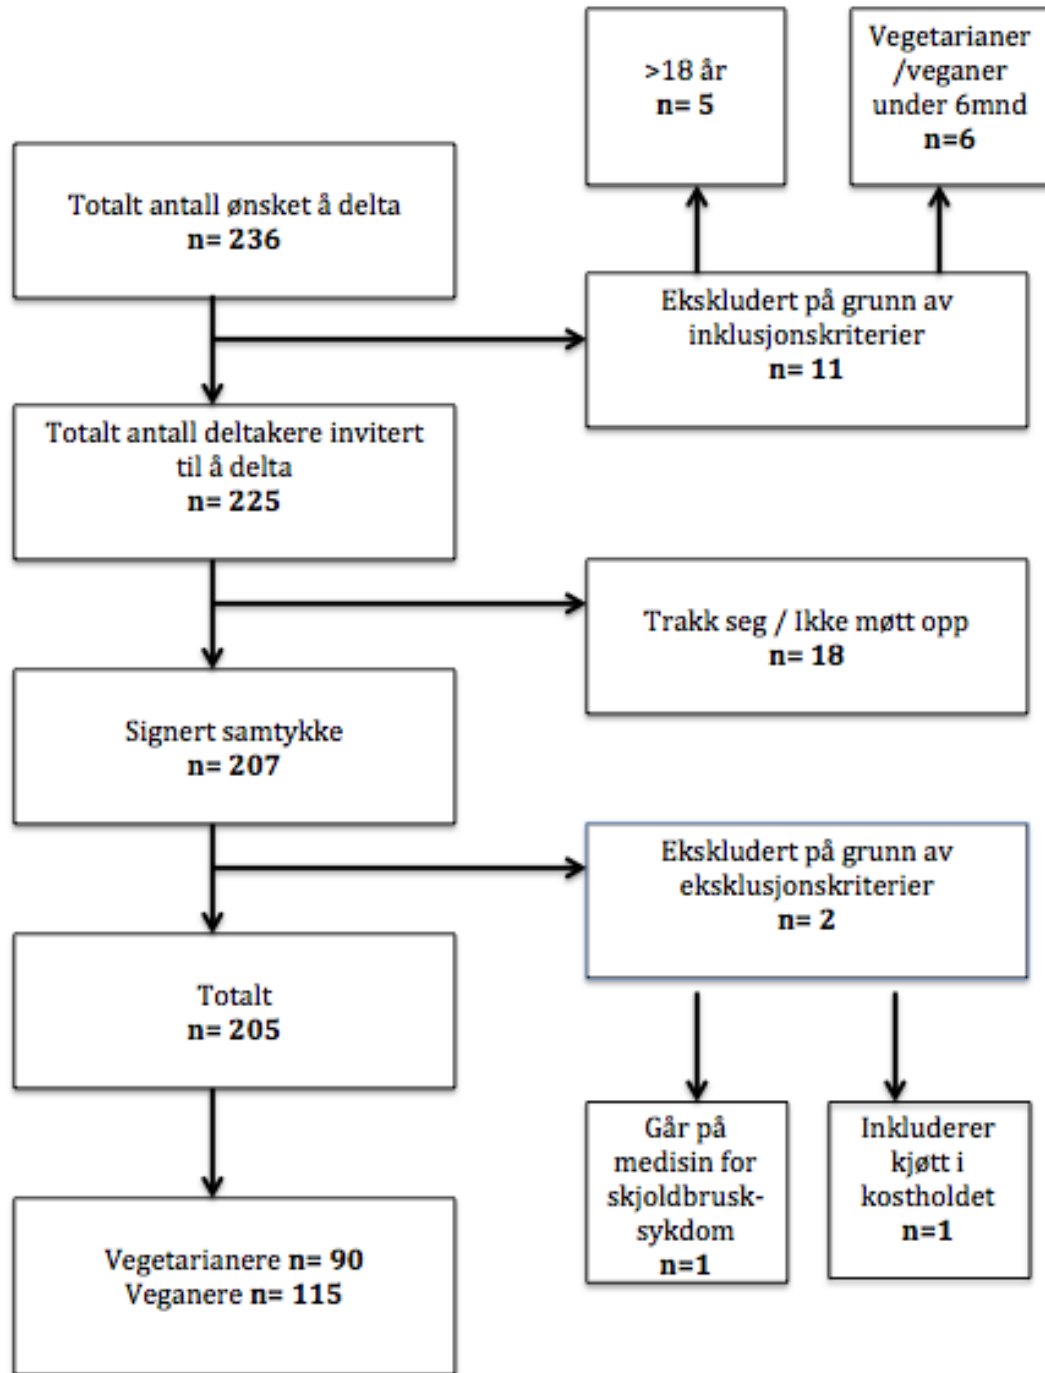 >18 år
n= 5
Vegetarianer
/veganer
under 6mnd
n=6
Totalt antall ønsket å delta
n= 236
Ekskludert på grunn av
inklusjonskriterier
n= 11
Totalt antall deltakere invitert
til å delta
n= 225
Trakk seg / Ikke møtt opp
n= 18
Signert samtykke
n= 207
Ekskludert på grunn av
eksklusjonskriterier
n= 2
Totalt
n= 205
Går på
medisin for
skjoldbrusk-
sykdom
n=1
Inkluderer
kjøtt i
kostholdet
n=1
Vegetarianere n= 90
Veganere n= 115